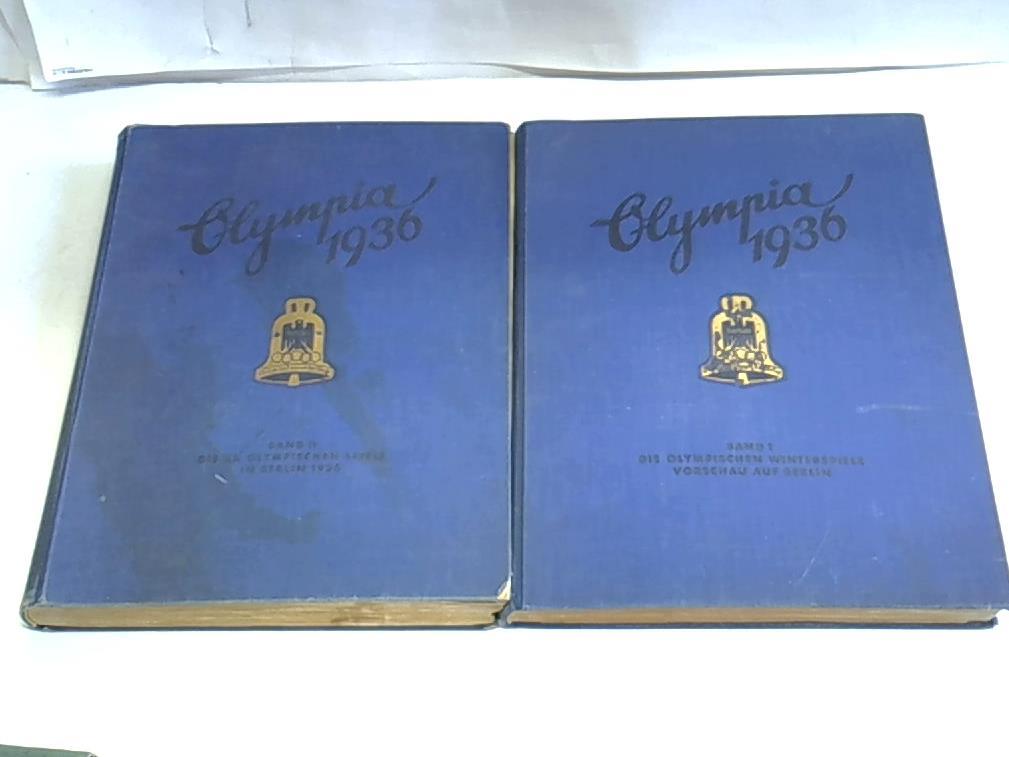 Olympia
1936
BAND II
DIE XI. OLYMPISCHEN SPIELE
IN BERLIN 1936
Olympia
1936
BAND I
DIE OLYMPISCHEN WINTERSPIELE
VORSCHAU AUF BERLIN